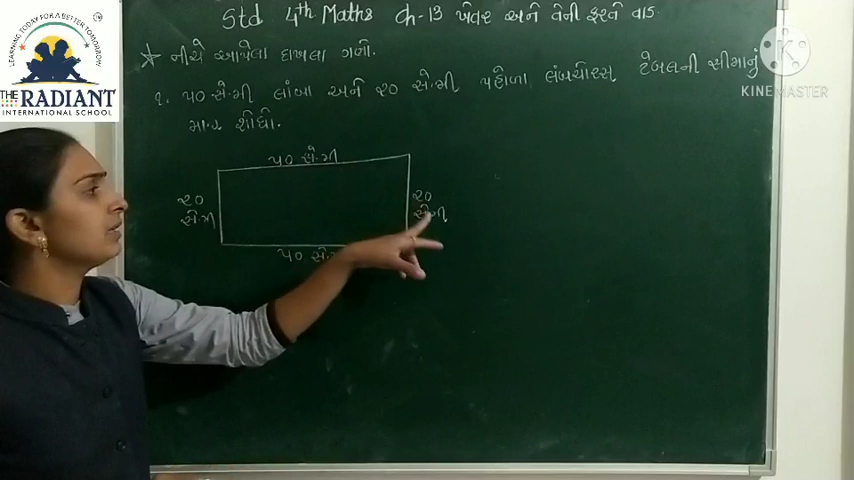 LEARNING TODAY FOR A BETTER TOMORROW
THE RADIANT
INTERNATIONAL SCHOOL
Std 4th Maths Ch-13 ખેતર અને તેની ફરતે વાડ
KINEMASTER
☆ નીચે આપેલા દાખલા ગણો.
૧. ૫૦ સે.મી લાંબા અને ૨૦ સે.મી પહોળા લંબચોરસ ટેબલની સીમાનું
માપ શોધો.
૫૦ સે.મી
૨૦
સે.મી
૨૦
સે.મી
૫૦ સે.